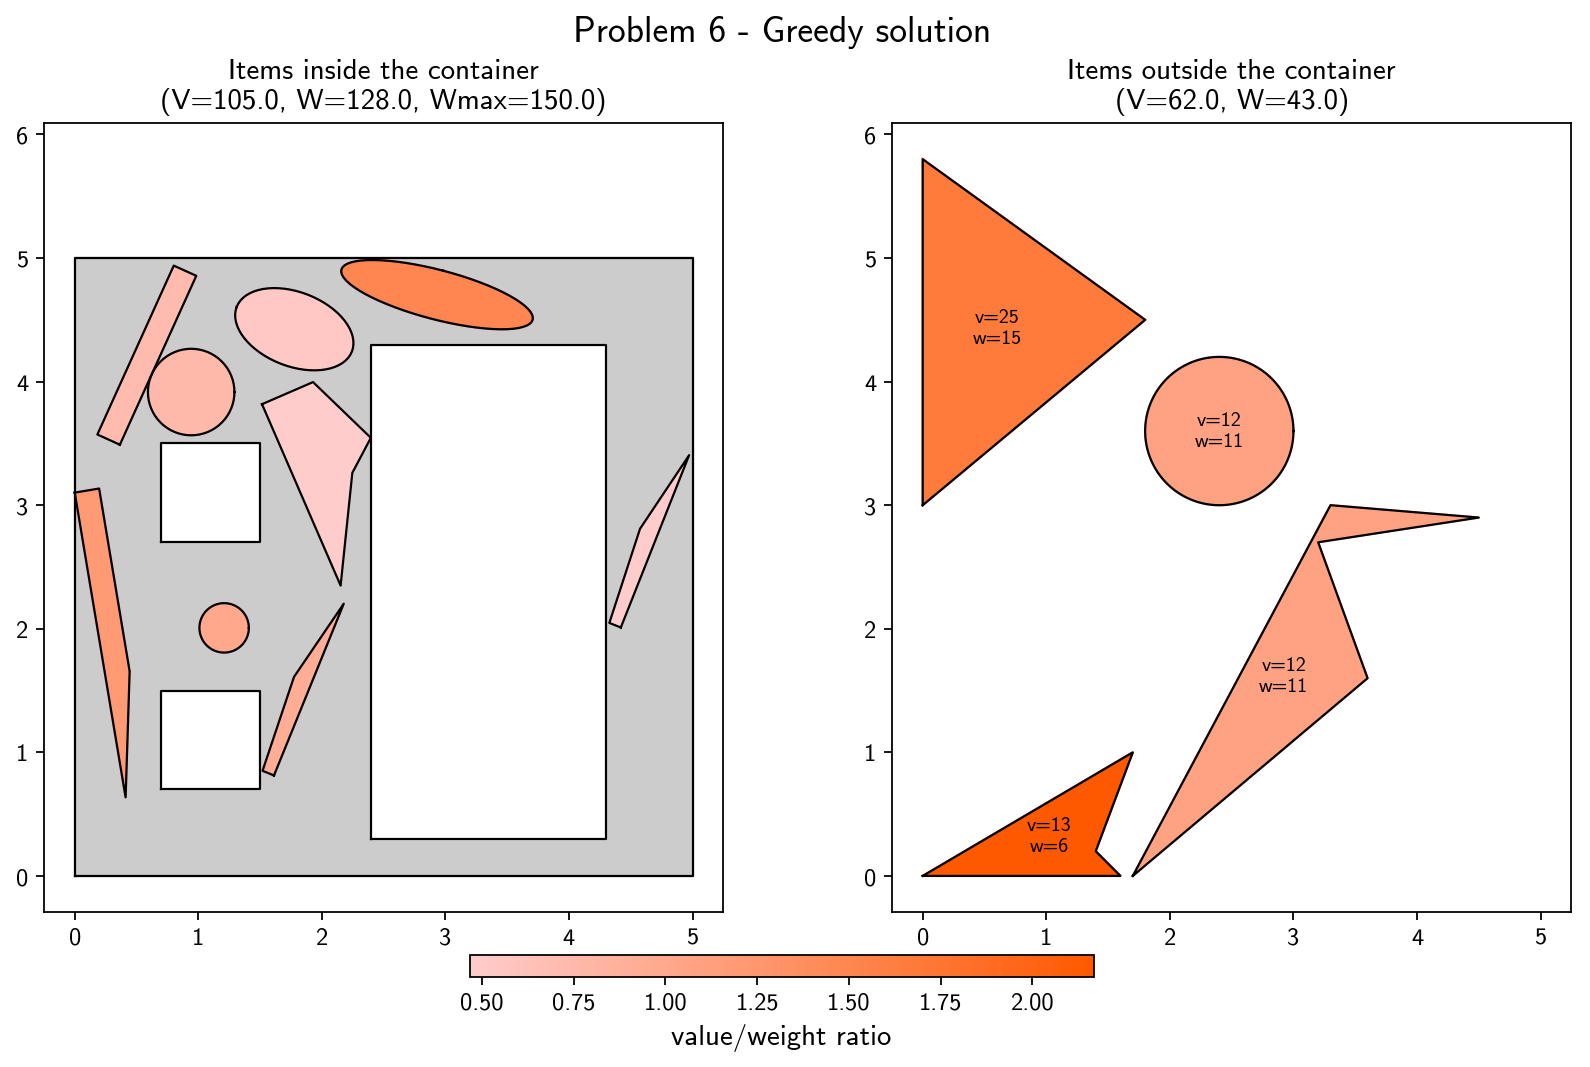 Problem 6 - Greedy solution
Items inside the container
(V=105.0, W=128.0, Wmax=150.0)
6
5
4
3
2
1
0
0 1 2 3 4 5
Items outside the container
(V=62.0, W=43.0)
6
5
4
3
2
1
0
v=25
w=15
v=12
w=11
v=12
w=11
v=13
w=6
0 1 2 3 4 5
0.50 0.75 1.00 1.25 1.50 1.75 2.00
value/weight ratio